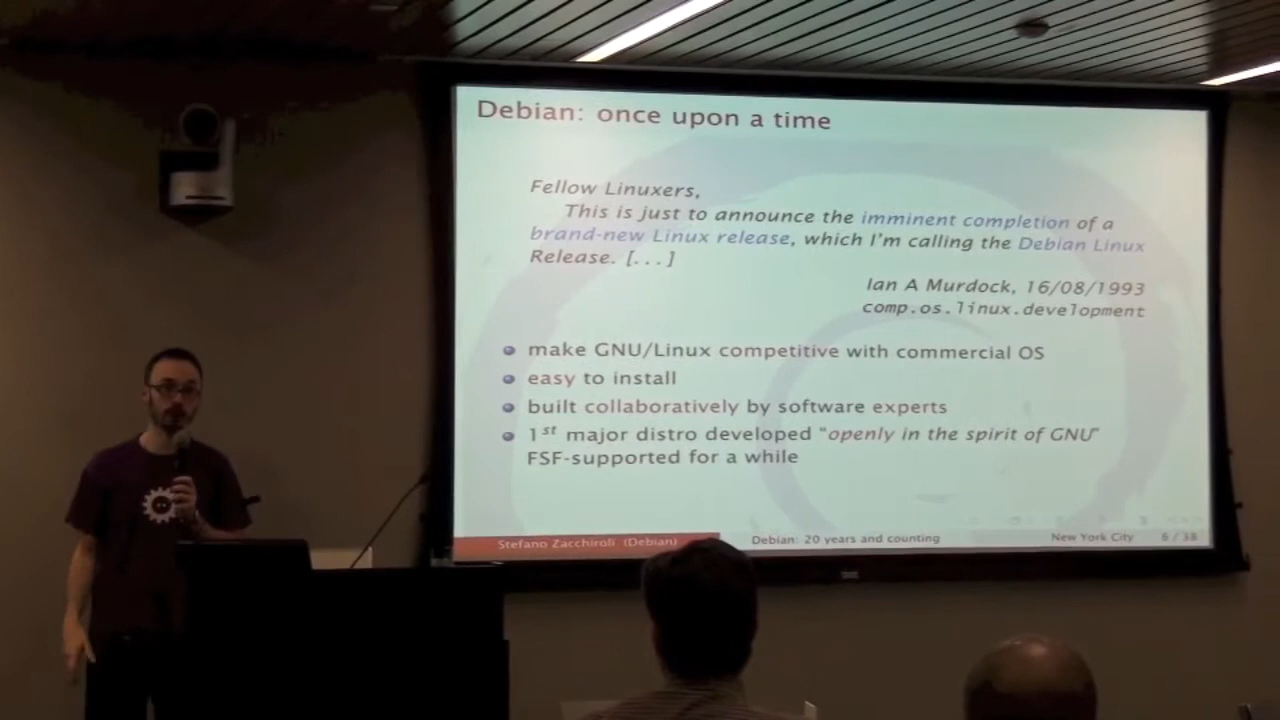 Debian: once upon a time
Fellow Linuxers,
This is just to announce the imminent completion of a
brand-new Linux release, which I'm calling the Debian Linux
Release. [...]
Ian A Murdock, 16/08/1993
comp.os.linux.development
make GNU/Linux competitive with commercial OS
easy to install
built collaboratively by software experts
1st major distro developed "openly in the spirit of GNU"
FSF-supported for a while
Stefano Zacchiroli (Debian) Debian: 20 years and counting New York City 6 / 38